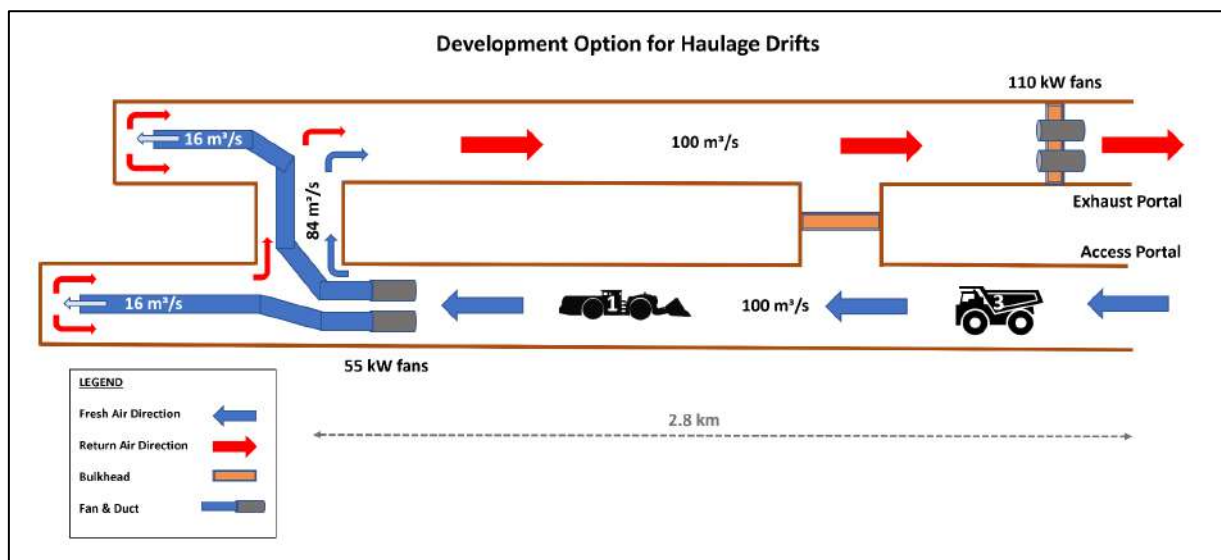 Development Option for Haulage Drifts
110 kW fans
16 m³/s
100 m³/s
84 m³/s
Exhaust Portal
Access Portal
16 m³/s
1
100 m³/s
3
55 kW fans
LEGEND
Fresh Air Direction
Return Air Direction
Bulkhead
Fan & Duct
2.8 km